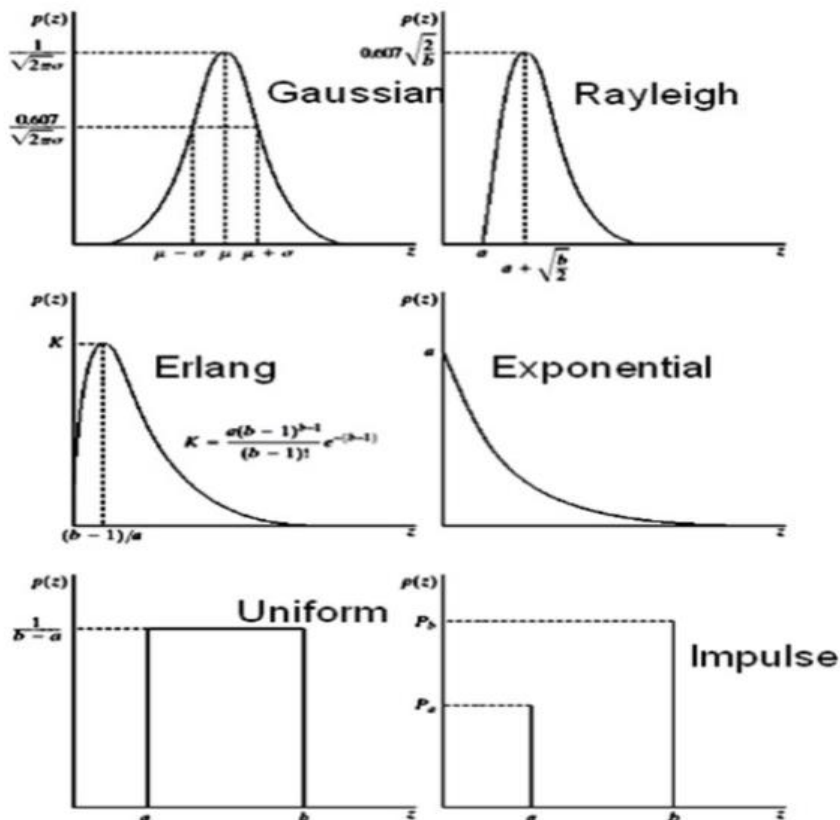 p(z)
1/√2πσ
0.607/√2πσ
Gaussian
μ − σ μ μ + σ z
p(z)
0.607√2/b
Rayleigh
a z
a + √b/2
p(z)
K
Erlang
K = a(b − 1)^b−1/(b − 1)! e^−(b−1)
(b − 1)/a z
p(z)
a
Exponential
z
p(z)
1/b − a
Uniform
a b z
p(z)
P_b
Impulse
P_a
a b z